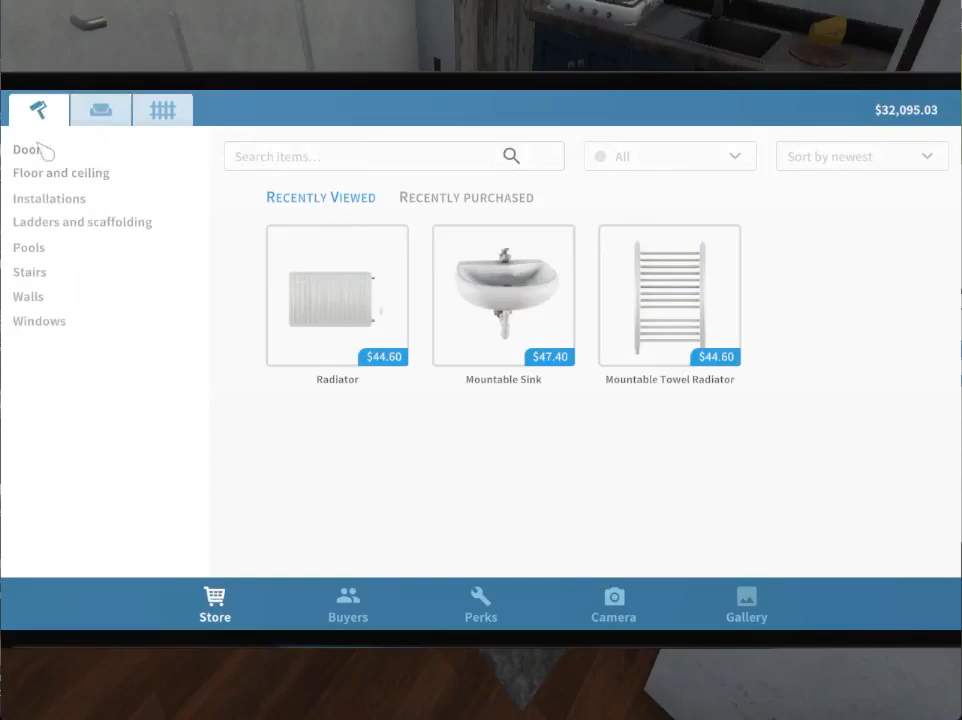 $32,095.03
Door
Floor and ceiling
Installations
Ladders and scaffolding
Pools
Stairs
Walls
Windows
Search items...
All
Sort by newest
RECENTLY VIEWED
RECENTLY PURCHASED
$44.60
$47.40
$44.60
Radiator
Mountable Sink
Mountable Towel Radiator
Store
Buyers
Perks
Camera
Gallery